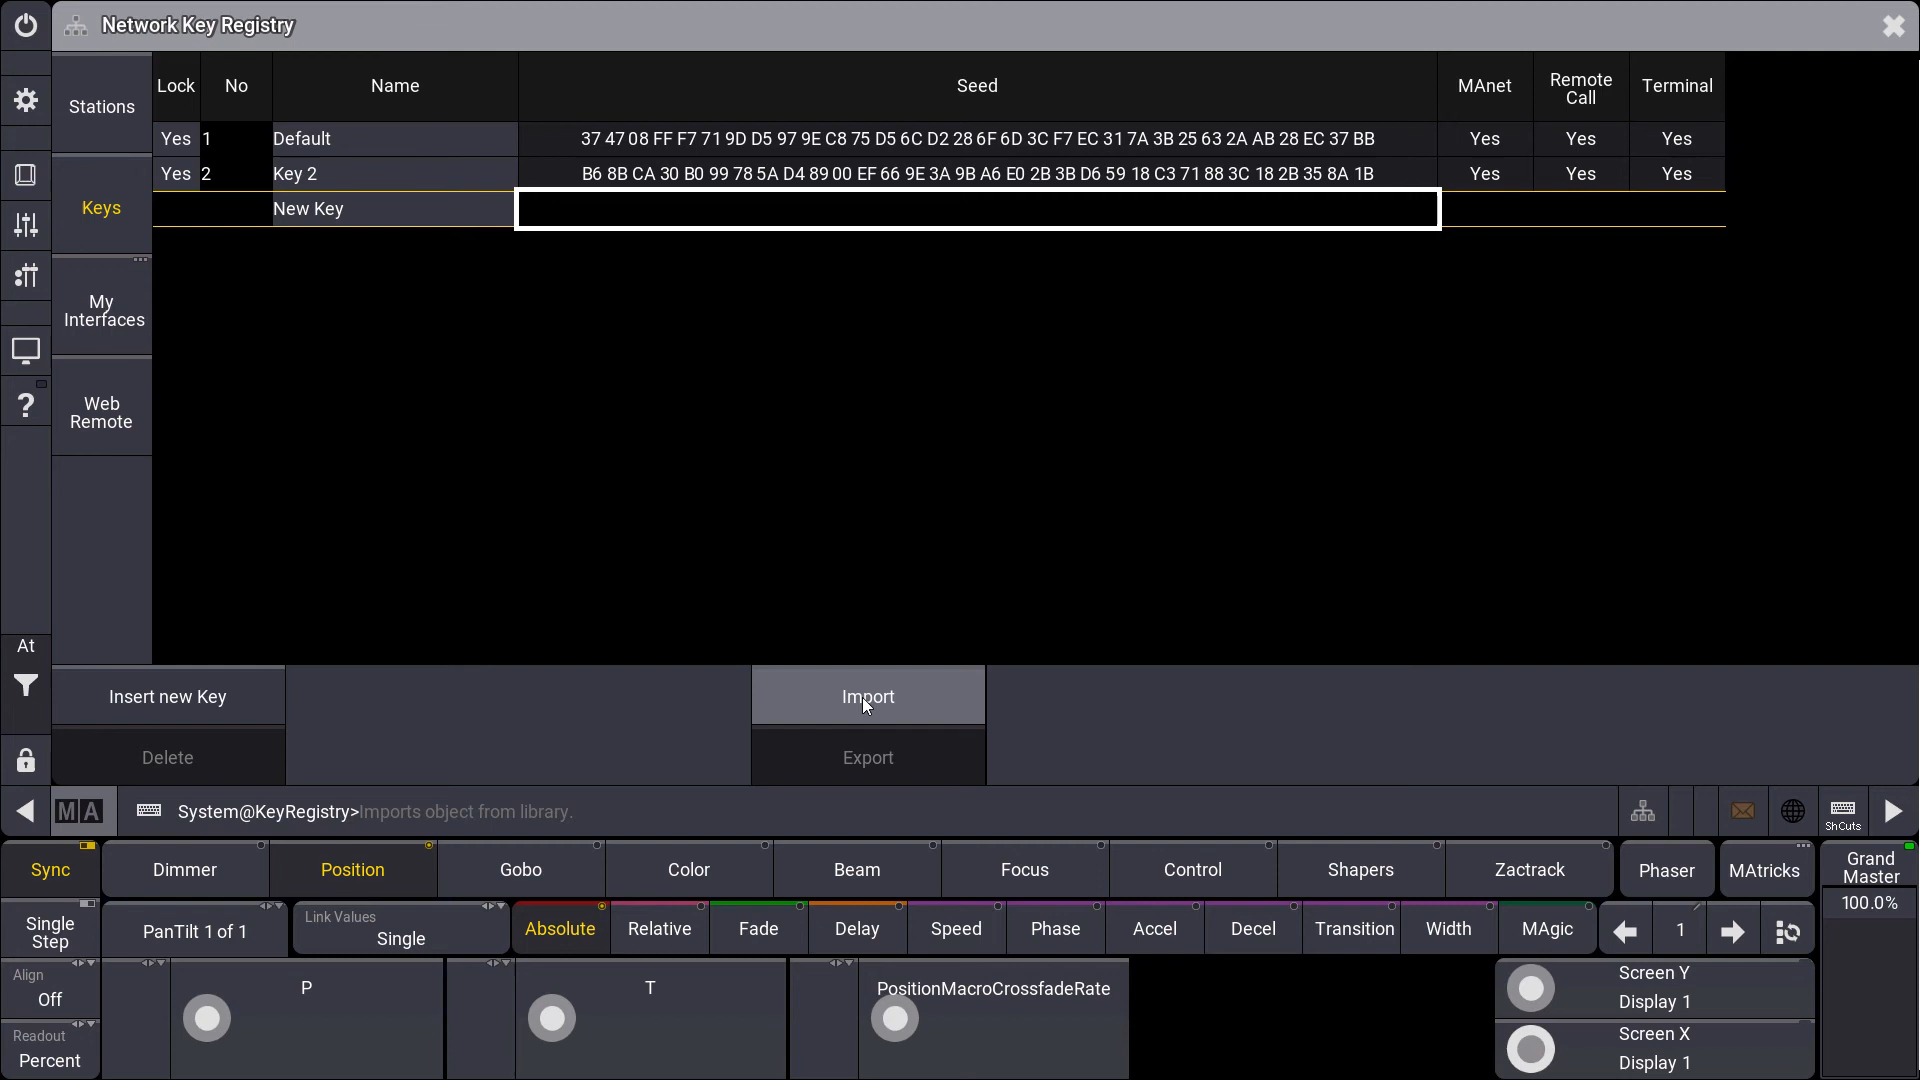 Network Key Registry
Stations
Keys
My
Interfaces
Web
Remote
Lock No Name Seed MAnet Remote Call Terminal
Yes 1 Default 37 47 08 FF F7 71 9D D5 97 9E C8 75 D5 6C D2 28 6F 6D 3C F7 EC 31 7A 3B 25 63 2A AB 28 EC 37 BB Yes Yes Yes
Yes 2 Key 2 B6 8B CA 30 B0 99 78 5A D4 89 00 EF 66 9E 3A 9B A6 E0 2B 3B D6 59 18 C3 71 88 3C 18 2B 35 8A 1B Yes Yes Yes
New Key
?
At
Insert new Key
Import
Delete
Export
MA
System@KeyRegistry>Imports object from library.
ShCuts
Sync
Dimmer
Position
Gobo
Color
Beam
Focus
Control
Shapers
Zactrack
Phaser
MAtricks
Grand
Master
100.0%
Single
Step
PanTilt 1 of 1
Link Values
Single
Absolute
Relative
Fade
Delay
Speed
Phase
Accel
Decel
Transition
Width
MAgic
1
Align
Off
P
T
PositionMacroCrossfadeRate
Screen Y
Display 1
Readout
Percent
Screen X
Display 1